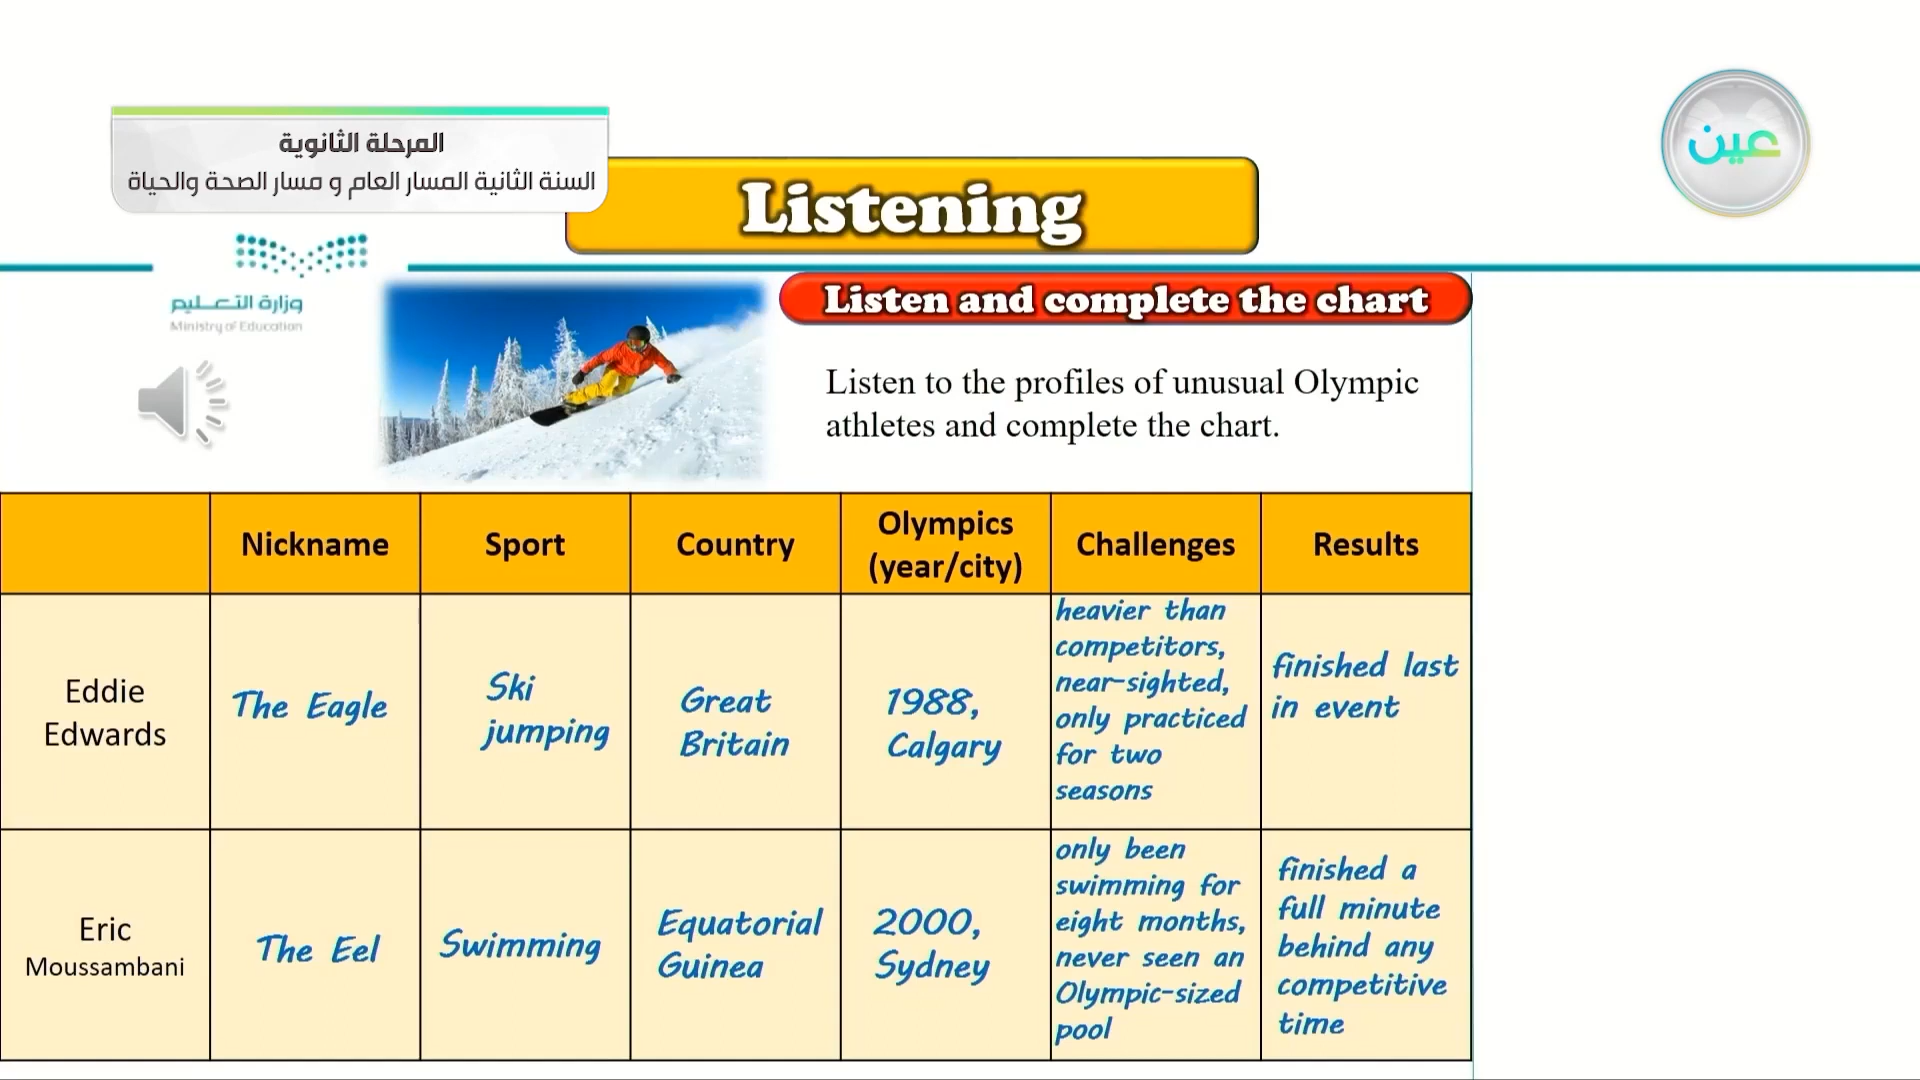 المرحلة الثانوية
السنة الثانية المسار العام و مسار الصحة والحياة
عين
Listening
وزارة التعليم
Ministry of Education
Listen and complete the chart
Listen to the profiles of unusual Olympic
athletes and complete the chart.
Nickname
Sport
Country
Olympics
(year/city)
Challenges
Results
Eddie
Edwards
The Eagle
Ski
jumping
Great
Britain
1988,
Calgary
heavier than
competitors,
near-sighted,
only practiced
for two
seasons
finished last
in event
Eric
Moussambani
The Eel
Swimming
Equatorial
Guinea
2000,
Sydney
only been
swimming for
eight months,
never seen an
Olympic-sized
pool
finished a
full minute
behind any
competitive
time